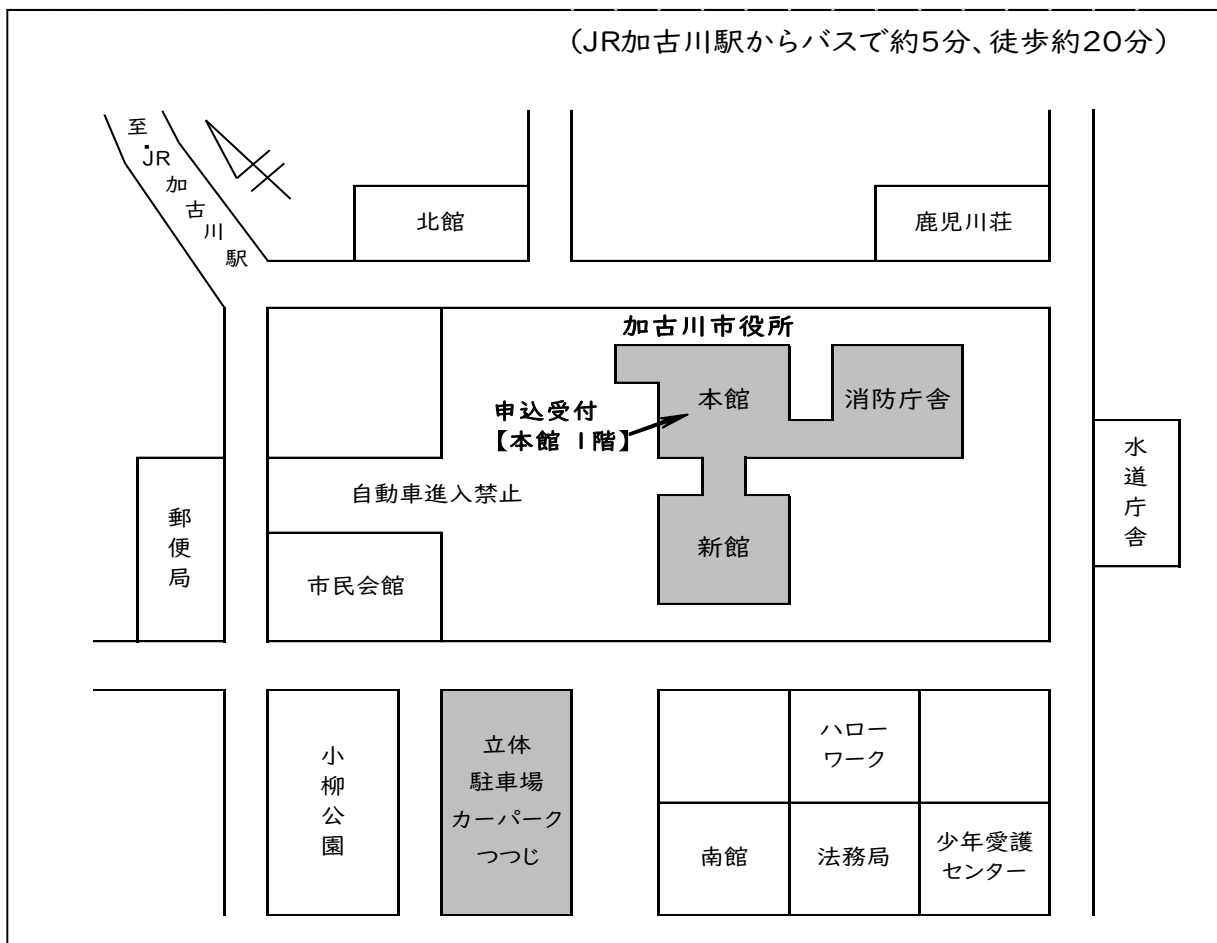 （JR加古川駅からバスで約5分、徒歩約20分）
至・JR加古川駅
北館
鹿児川荘
加古川市役所
本館
消防庁舎
申込受付
【本館 1階】
水道庁舎
自動車進入禁止
郵便局
新館
市民会館
小柳公園
立体
駐車場
カーパーク
つつじ
ハロー
ワーク
南館
法務局
少年愛護
センター